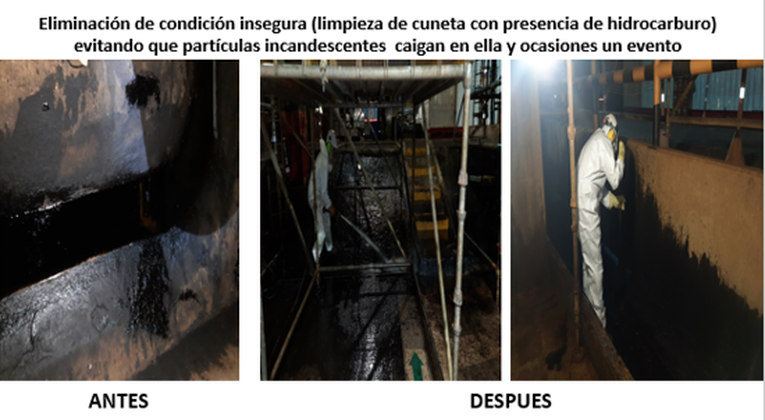 Eliminación de condición insegura (limpieza de cuneta con presencia de hidrocarburo)
evitando que partículas incandescentes caigan en ella y ocasiones un evento
ANTES
DESPUES